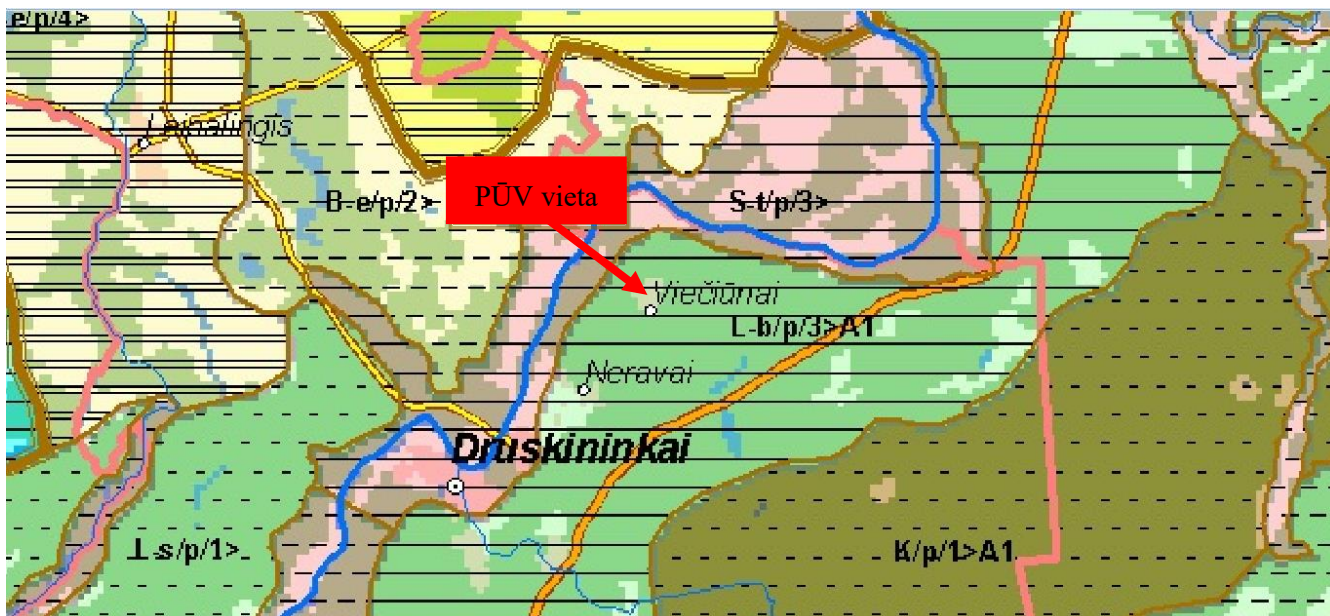 e/p/4>
Leipalingis
PŪV vieta
B-e/p/2>
S-t/p/3>
Viečiūnai
L-b/p/3>A1
Neravai
Druskininkai
L-s/p/1>
K/p/1>A1